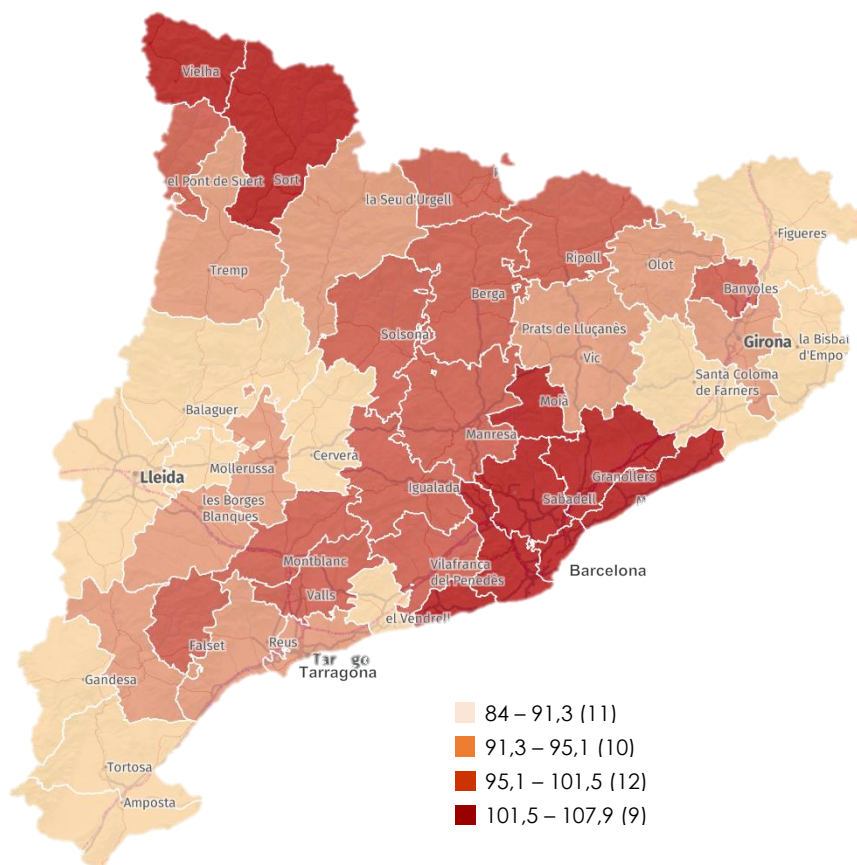 Vielha
el Pont de Suert
Sort
la Seu d'Urgell
Figueres
Ripoll
Olot
Tremp
Berga
Banyoles
Solsona
Prats de Lluçanès
Girona
la Bisbal
d'Empo
Vic
Santa Coloma
de Farners
Balaguer
Moià
Manresa
Mollerussa
Cervera
Lleida
Igualada
Sabadell
Granollers
les Borges
Blanques
Montblanc
Vilafranca
del Penedès
Barcelona
Valls
el Vendrell
Falset
Reus
Tarragona
Gandesa
84 – 91,3 (11)
91,3 – 95,1 (10)
95,1 – 101,5 (12)
101,5 – 107,9 (9)
Tortosa
Amposta